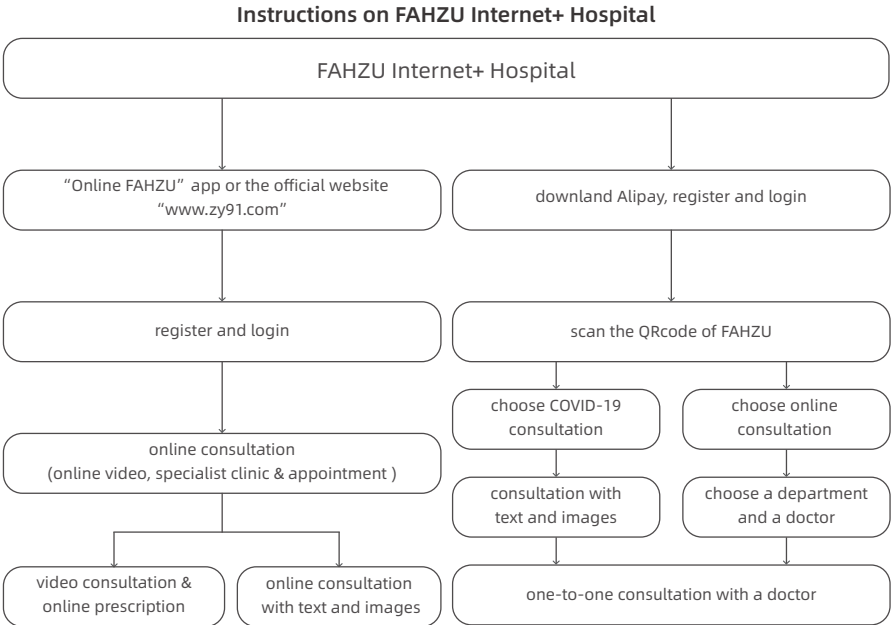 Instructions on FAHZU Internet+ Hospital
FAHZU Internet+ Hospital
“Online FAHZU” app or the official website
“www.zy91.com”
downland Alipay, register and login
register and login
scan the QRcode of FAHZU
choose COVID-19
consultation
choose online
consultation
online consultation
(online video, specialist clinic & appointment )
consultation with
text and images
choose a department
and a doctor
video consultation &
online prescription
online consultation
with text and images
one-to-one consultation with a doctor